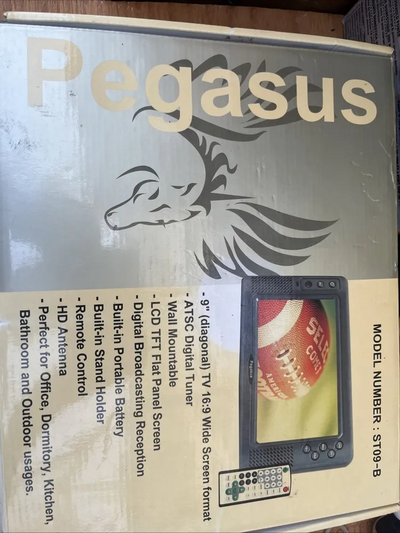 Pegasus
MODEL NUMBER : ST09-B
- 9" (diagonal) TV 16:9 Wide Screen format
- ATSC Digital Tuner
- Wall Mountable
- LCD TFT Flat Panel Screen
- Digital Broadcasting Reception
- Built-in Portable Battery
- Built-in Stand Holder
- Remote Control
- HD Antenna
- Perfect for Office, Dormitory, Kitchen,
Bathroom and Outdoor usages.